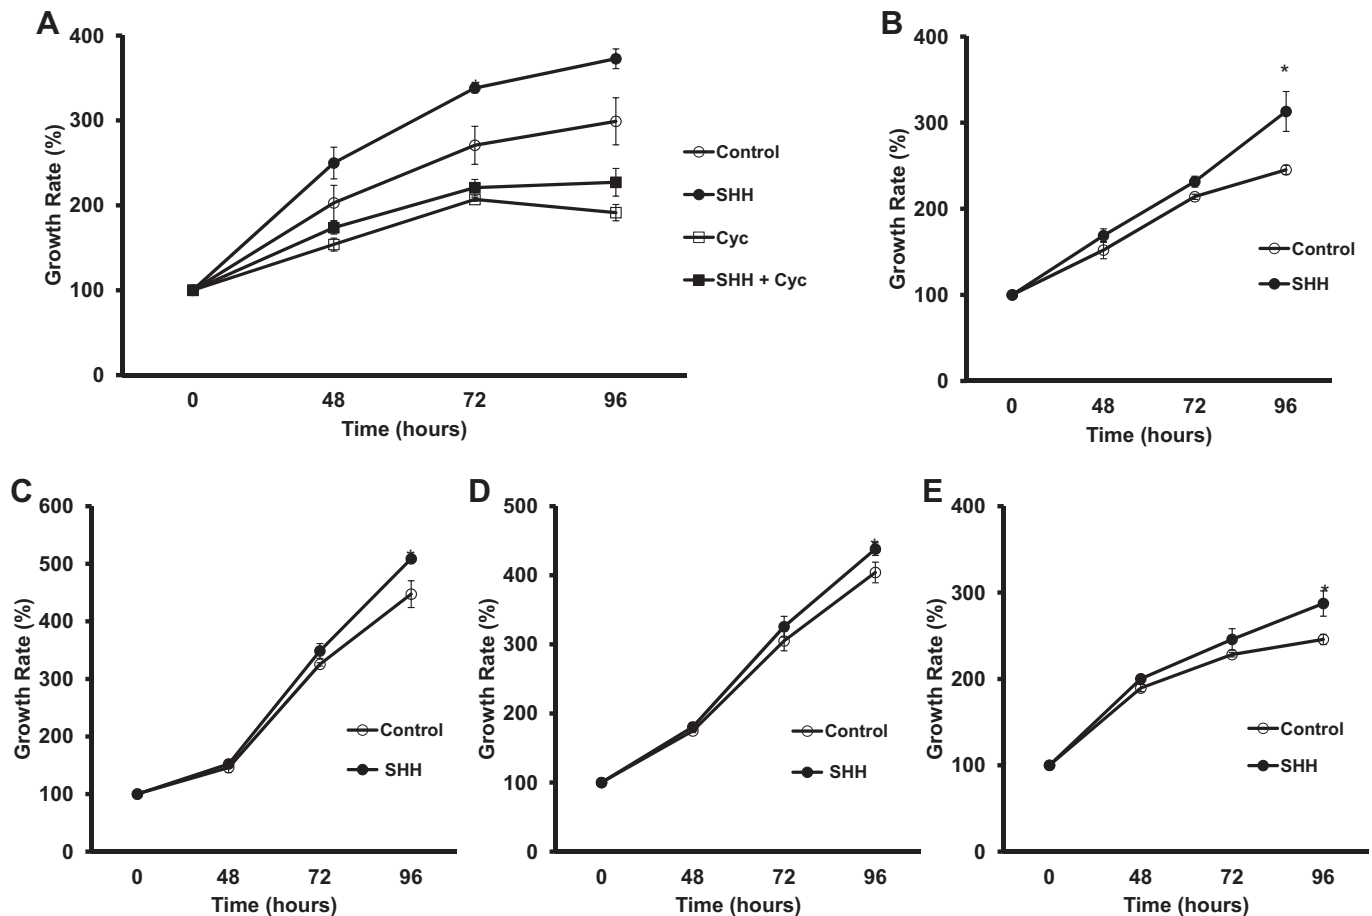 A
400
300
200
100
0
Growth Rate (%)
*
0 48 72 96
Time (hours)
Control
SHH
Cyc
SHH + Cyc
B
400
300
200
100
0
Growth Rate (%)
*
0 48 72 96
Time (hours)
Control
SHH
C
600
500
400
300
200
100
0
Growth Rate (%)
*
0 48 72 96
Time (hours)
Control
SHH
D
500
400
300
200
100
0
Growth Rate (%)
*
0 48 72 96
Time (hours)
Control
SHH
E
400
300
200
100
0
Growth Rate (%)
*
0 48 72 96
Time (hours)
Control
SHH